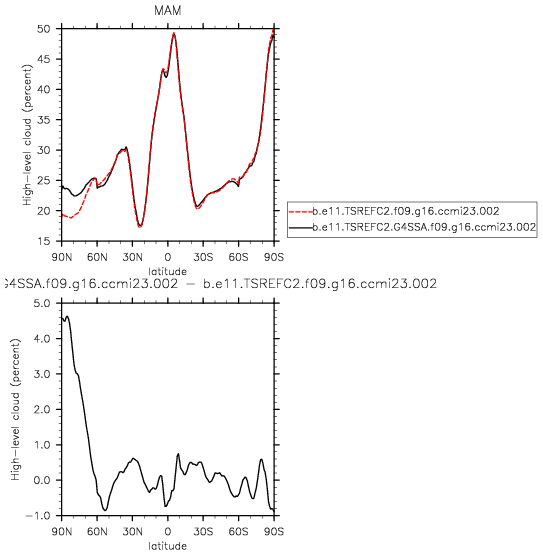 MAM
High-level cloud (percent)
50
45
40
35
30
25
20
15
90N 60N 30N 0 30S 60S 90S
latitude
b.e11.TSREFC2.f09.g16.ccmi23.002
b.e11.TSREFC2.G4SSA.f09.g16.ccmi23.002
G4SSA.f09.g16.ccmi23.002 − b.e11.TSREFC2.f09.g16.ccmi23.002
High-level cloud (percent)
5.0
4.0
3.0
2.0
1.0
0.0
−1.0
90N 60N 30N 0 30S 60S 90S
latitude